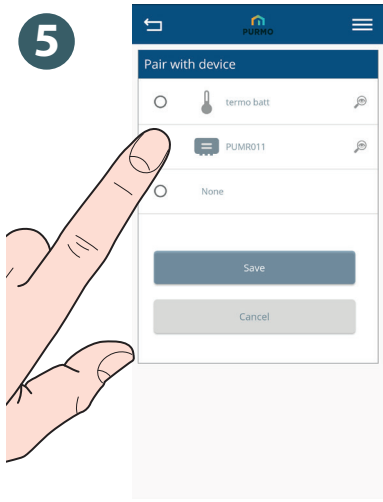 5
PURMO
Pair with device
termo batt
PUMR011
None
Save
Cancel